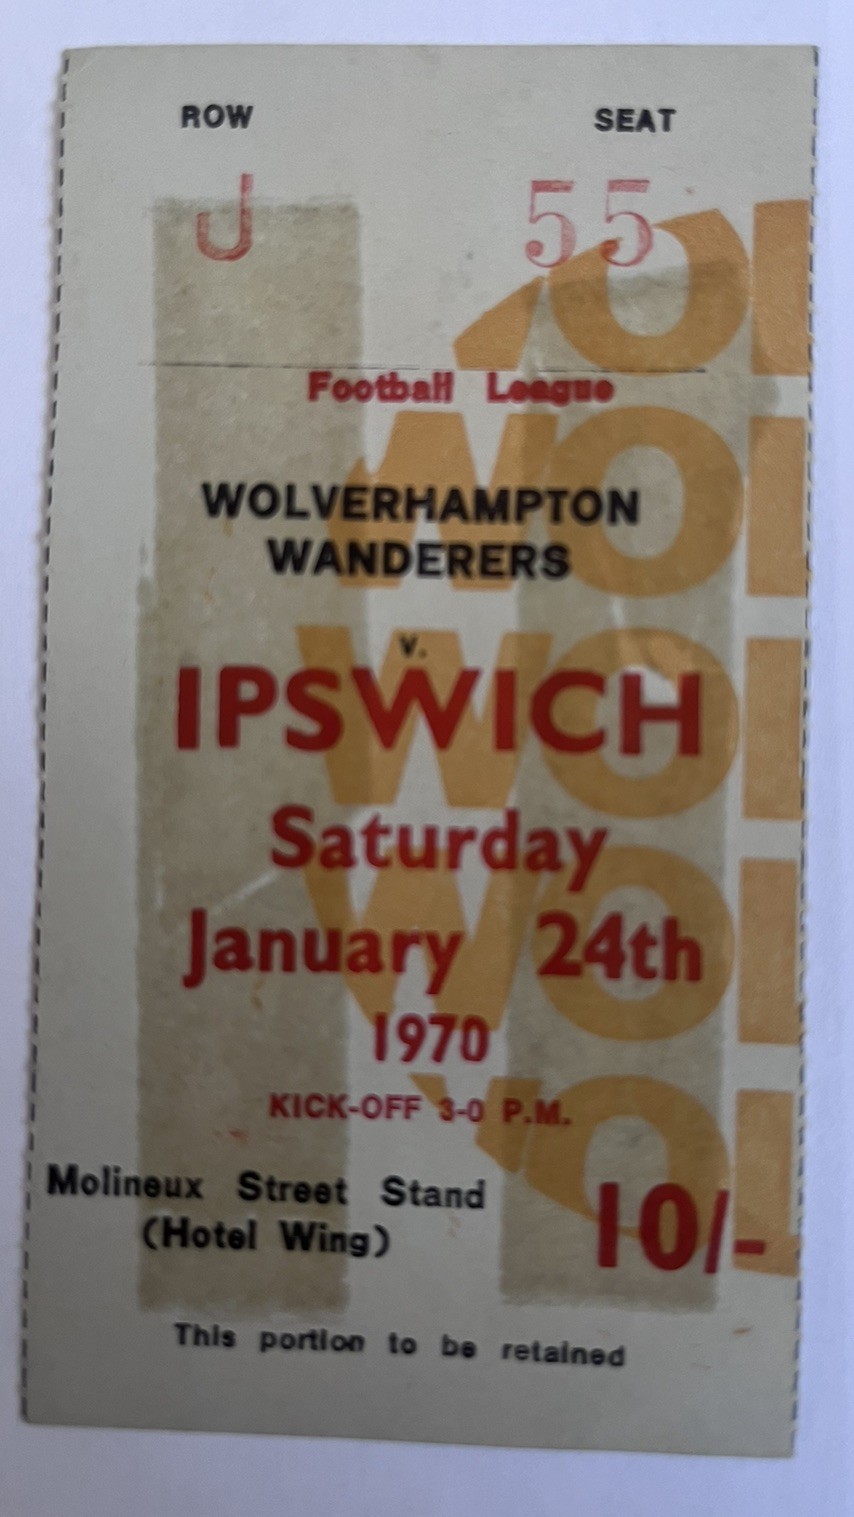 ROW SEAT
J 55
Football League
WOLVERHAMPTON
WANDERERS
v.
IPSWICH
Saturday
January 24th
1970
KICK-OFF 3-0 P.M.
Molineux Street Stand
(Hotel Wing)
10/-
This portion to be retained